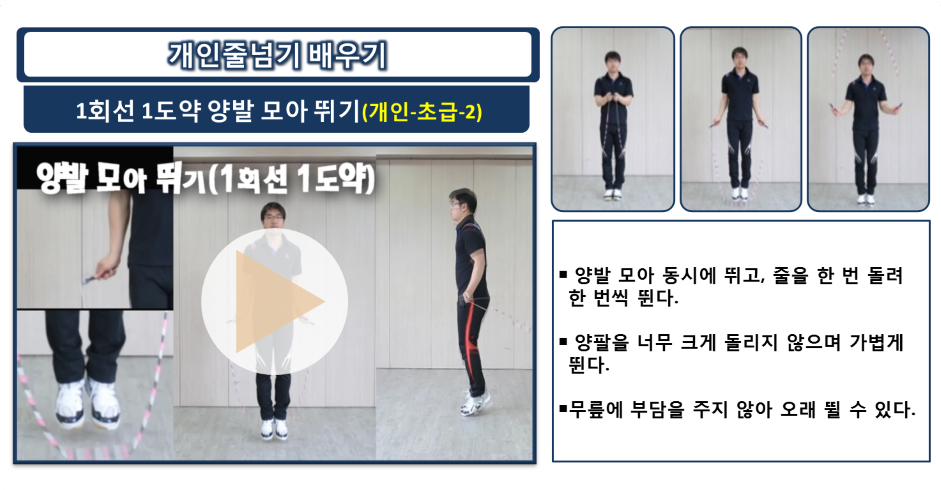 개인줄넘기 배우기
1회선 1도약 양발 모아 뛰기(개인-초급-2)
양발 모아 뛰기(1회선 1도약)
▪ 양발 모아 동시에 뛰고, 줄을 한 번 돌려
한 번씩 뛴다.
▪ 양팔을 너무 크게 돌리지 않으며 가볍게
뛴다.
▪무릎에 부담을 주지 않아 오래 뛸 수 있다.